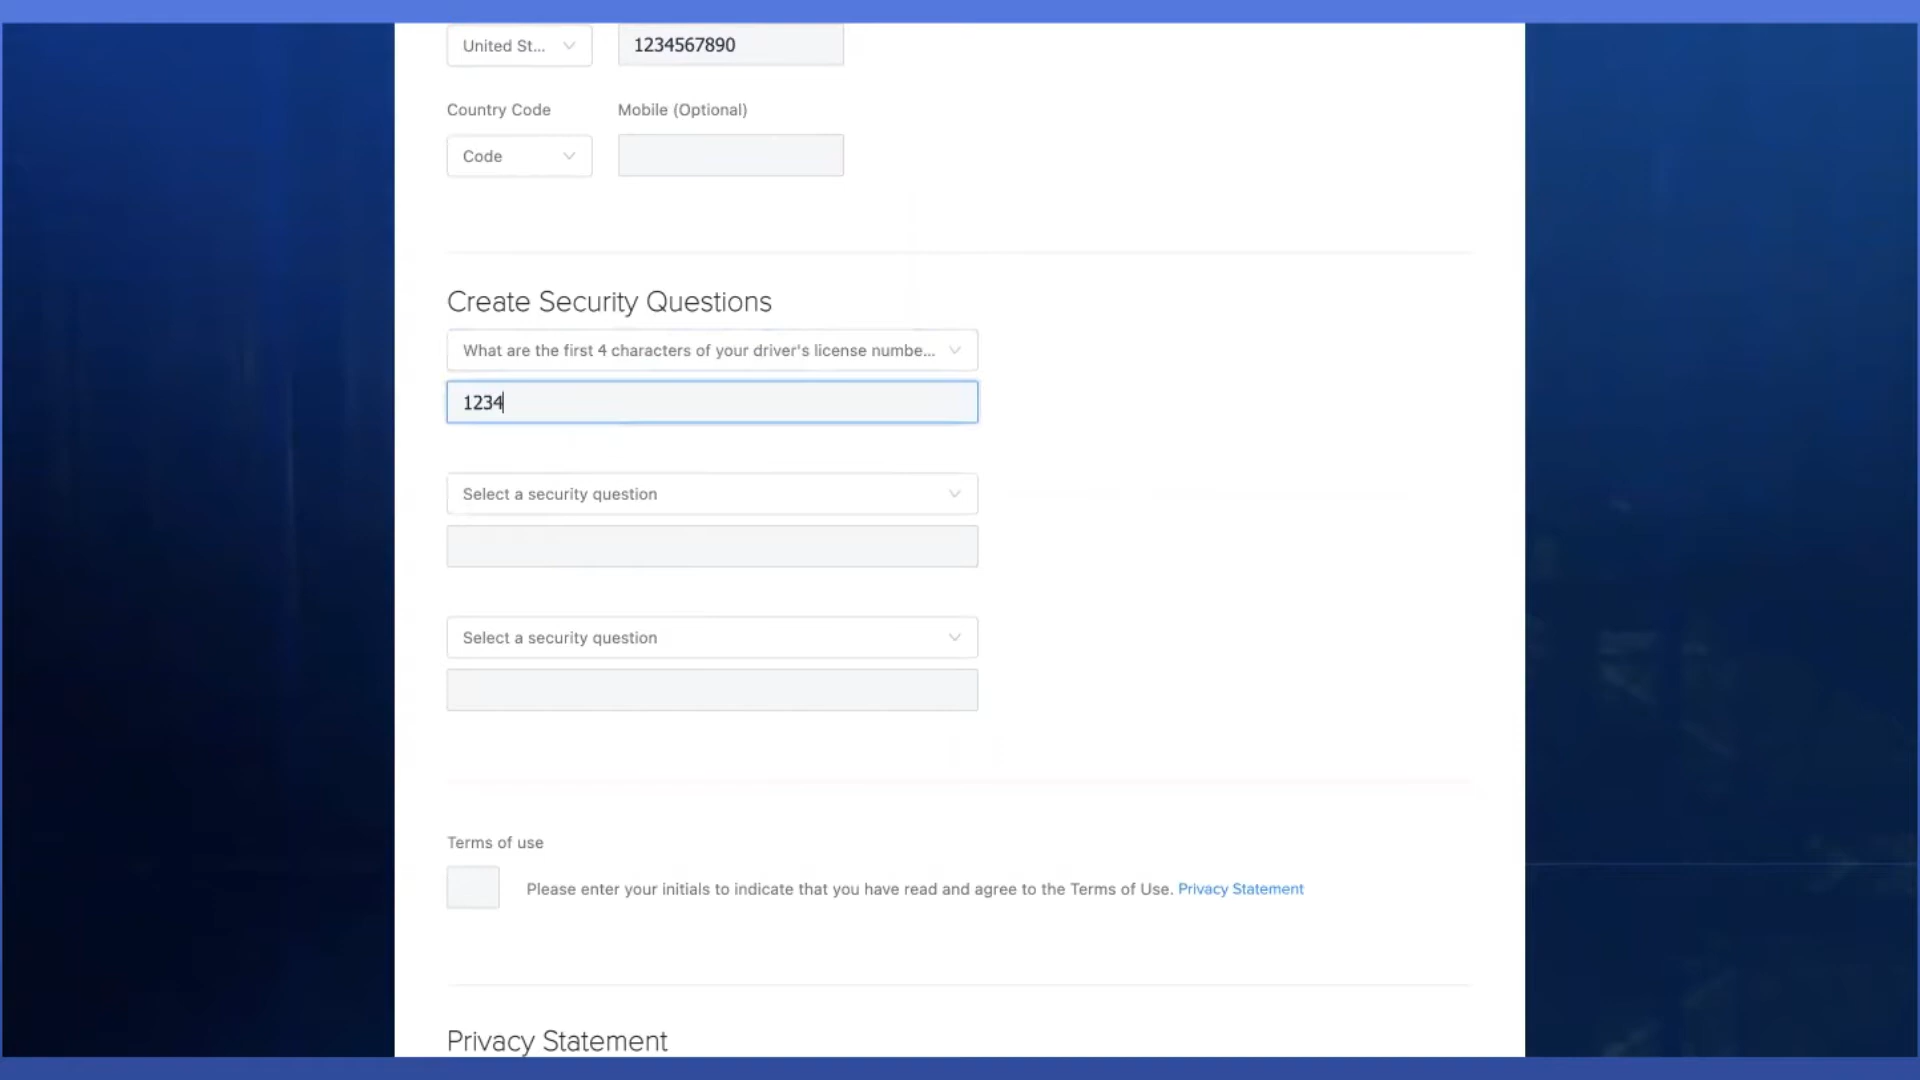 United St...
1234567890
Country Code
Mobile (Optional)
Code
Create Security Questions
What are the first 4 characters of your driver's license numbe...
1234
Select a security question
Select a security question
Terms of use
Please enter your initials to indicate that you have read and agree to the Terms of Use. Privacy Statement
Privacy Statement